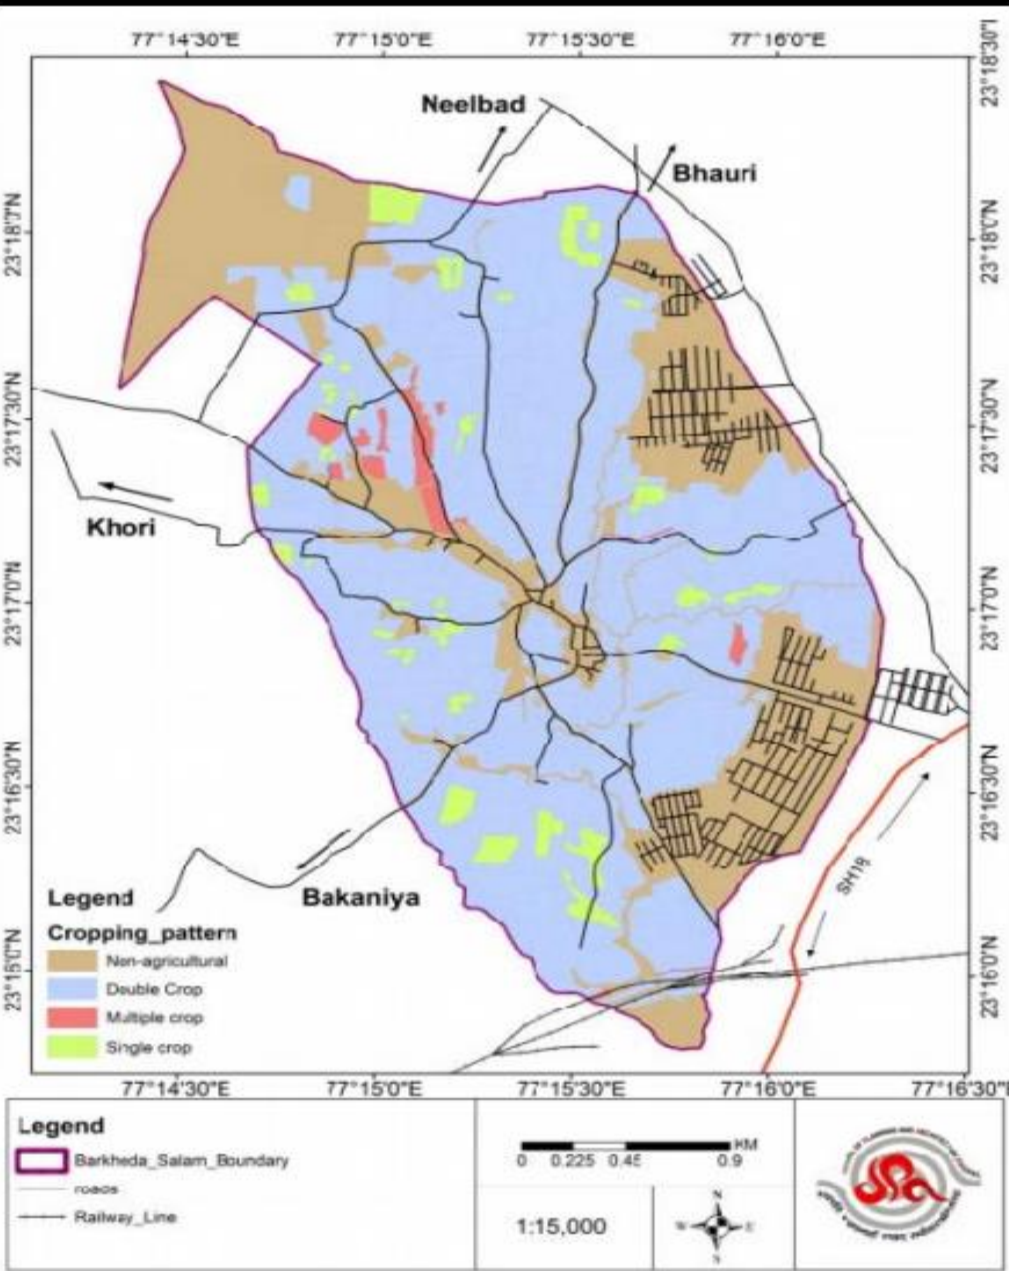 77°14'30"E 77°15'0"E 77°15'30"E 77°16'0"E
23°18'30"
Neelbad
Bhauri
23°18'7"N
23°18'0"N
23°17'30"N
23°17'30"N
Khori
23°17'0"N
23°17'0"N
23°16'30"N
23°16'30"N
SH18
Bakaniya
Legend
Cropping_pattern
Non-agricultural
Double Crop
Multiple crop
Single crop
23°15'0"N
23°16'0"N
77°14'30"E 77°15'0"E 77°15'30"E 77°16'0"E 77°16'30"E
Legend
Barkheda_Salam_Boundary
roads
Railway_Line
KM
0 0.225 0.45 0.9
1:15,000
N
W E
S